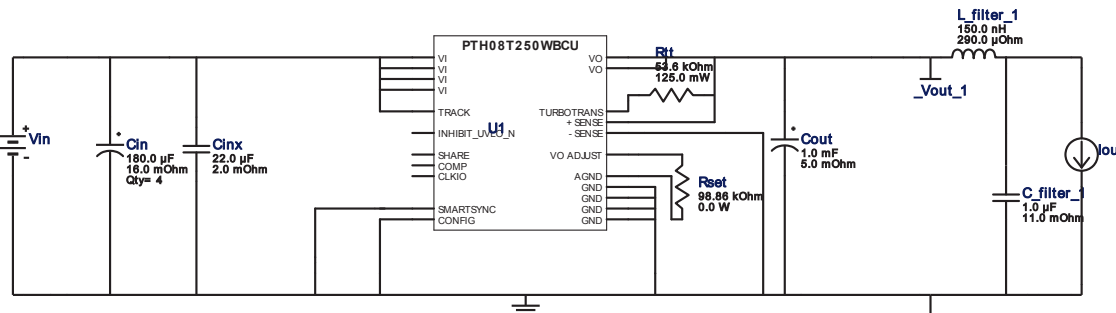 L_filter_1
150.0 nH
290.0 µOhm
PTH08T250WBCU
VI
VI
VI
VI
TRACK
INHIBIT_UVLO_N
SHARE
COMP
CLKIO
SMARTSYNC
CONFIG
U1
VO
VO
TURBOTRANS
+ SENSE
- SENSE
VO ADJUST
AGND
GND
GND
GND
GND
Rtt
53.6 kOhm
125.0 mW
_Vout_1
+
Vin
-
Cin
180.0 µF
16.0 mOhm
Qty= 4
Cinx
22.0 µF
2.0 mOhm
Rset
98.86 kOhm
0.0 W
Cout
1.0 mF
5.0 mOhm
Iou
C_filter_1
1.0 µF
11.0 mOhm